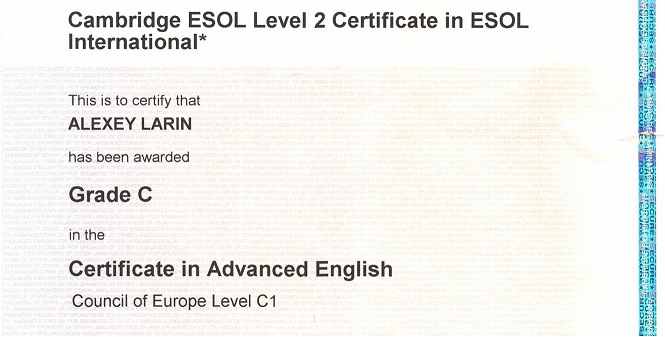 Cambridge ESOL Level 2 Certificate in ESOL
International*
This is to certify that
ALEXEY LARIN
has been awarded
Grade C
in the
Certificate in Advanced English
Council of Europe Level C1